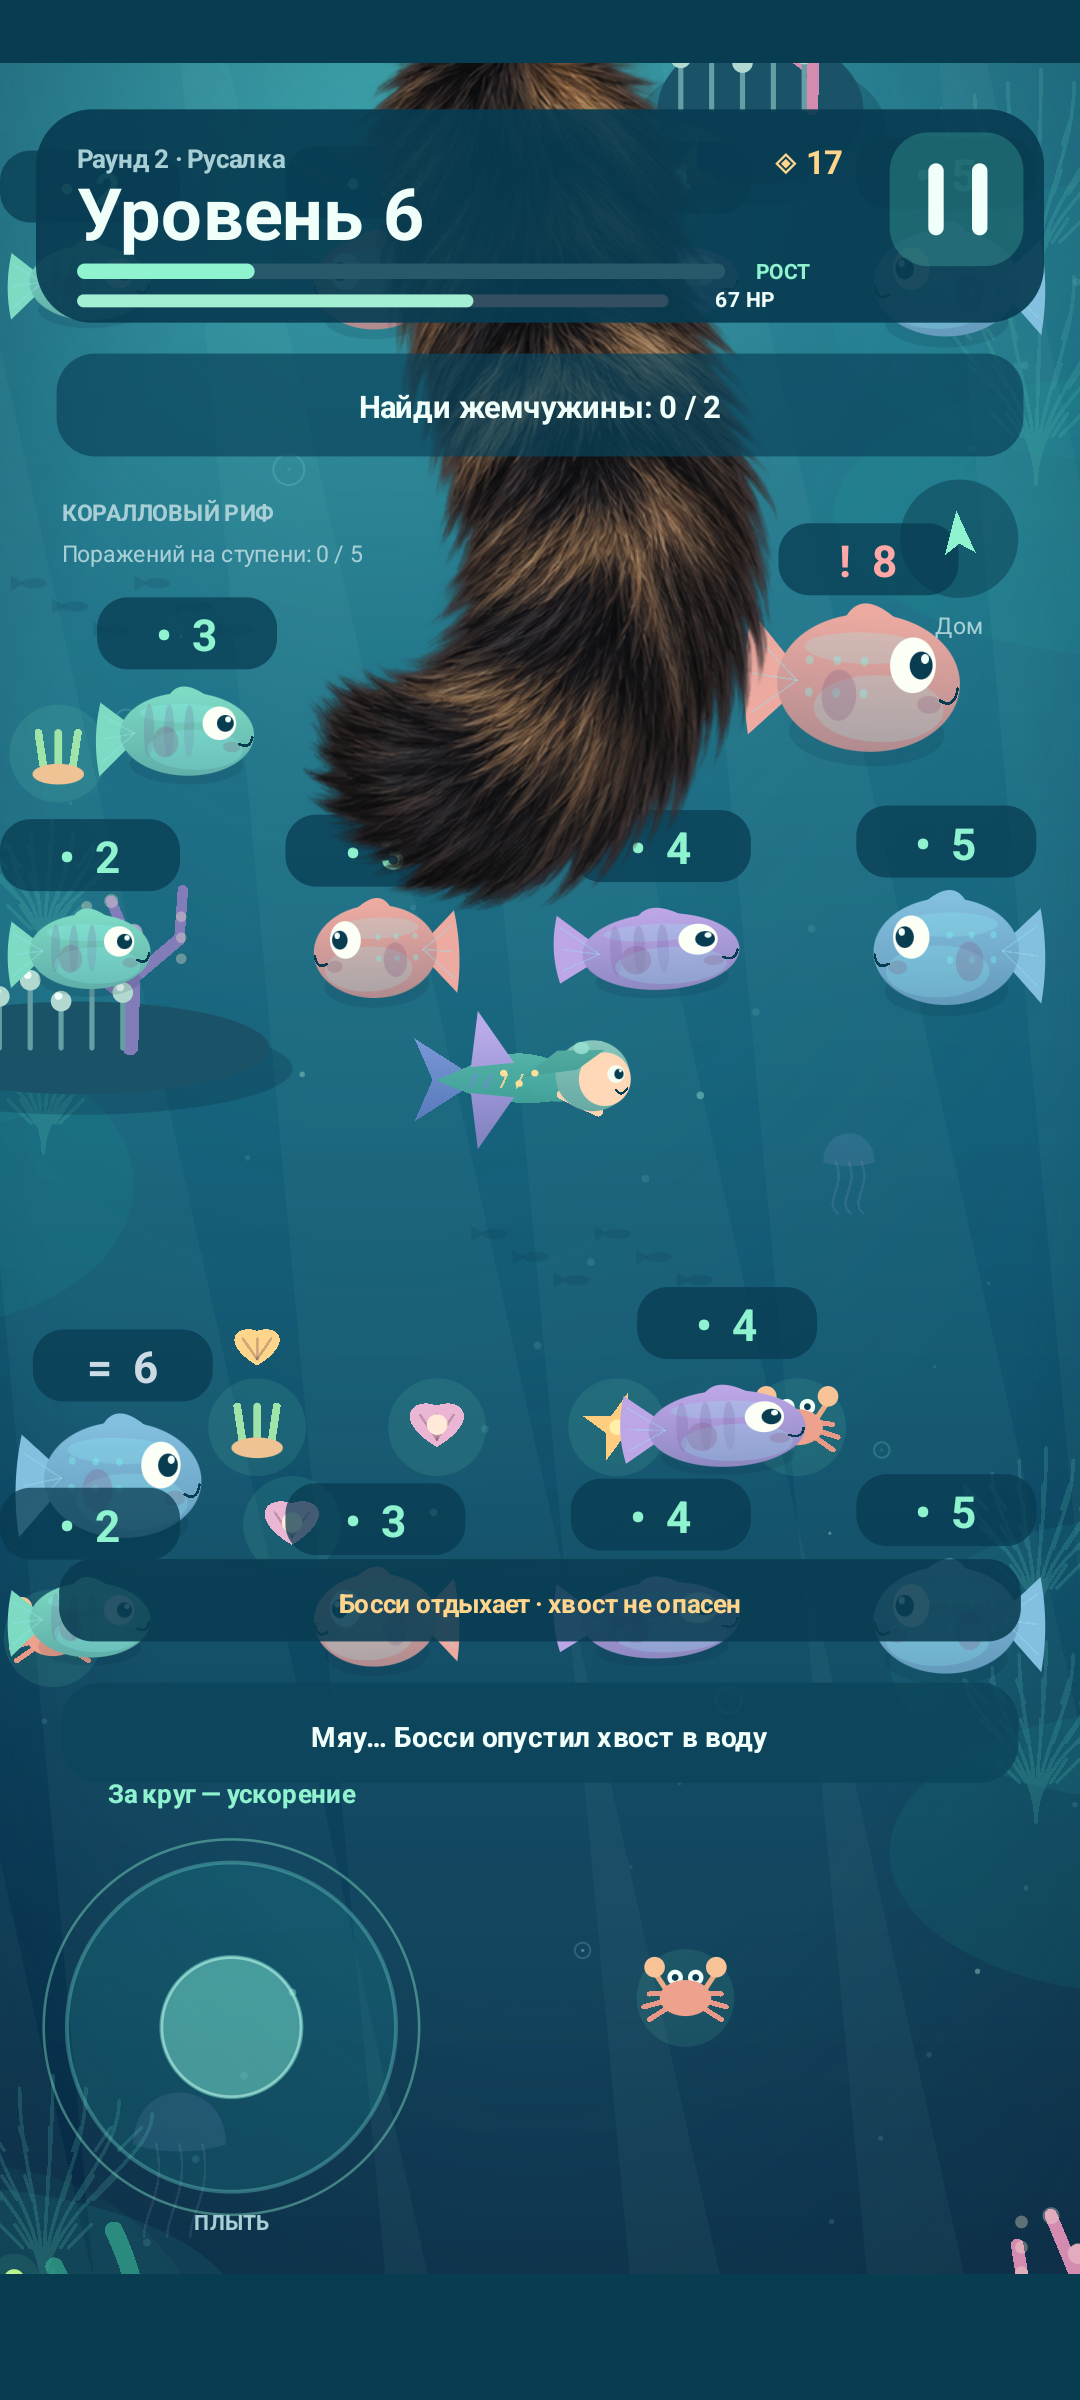 Раунд 2 · Русалка
17
Уровень 6
РОСТ
67 HP
Найди жемчужины: 0 / 2
КОРАЛЛОВЫЙ РИФ
Поражений на ступени: 0 / 5
! 8
Дом
• 3
• 2
• 4
• 5
• 4
= 6
• 2
• 3
• 4
• 5
Босси отдыхает · хвост не опасен
Мяу... Босси опустил хвост в воду
За круг — ускорение
ПЛЫТЬ